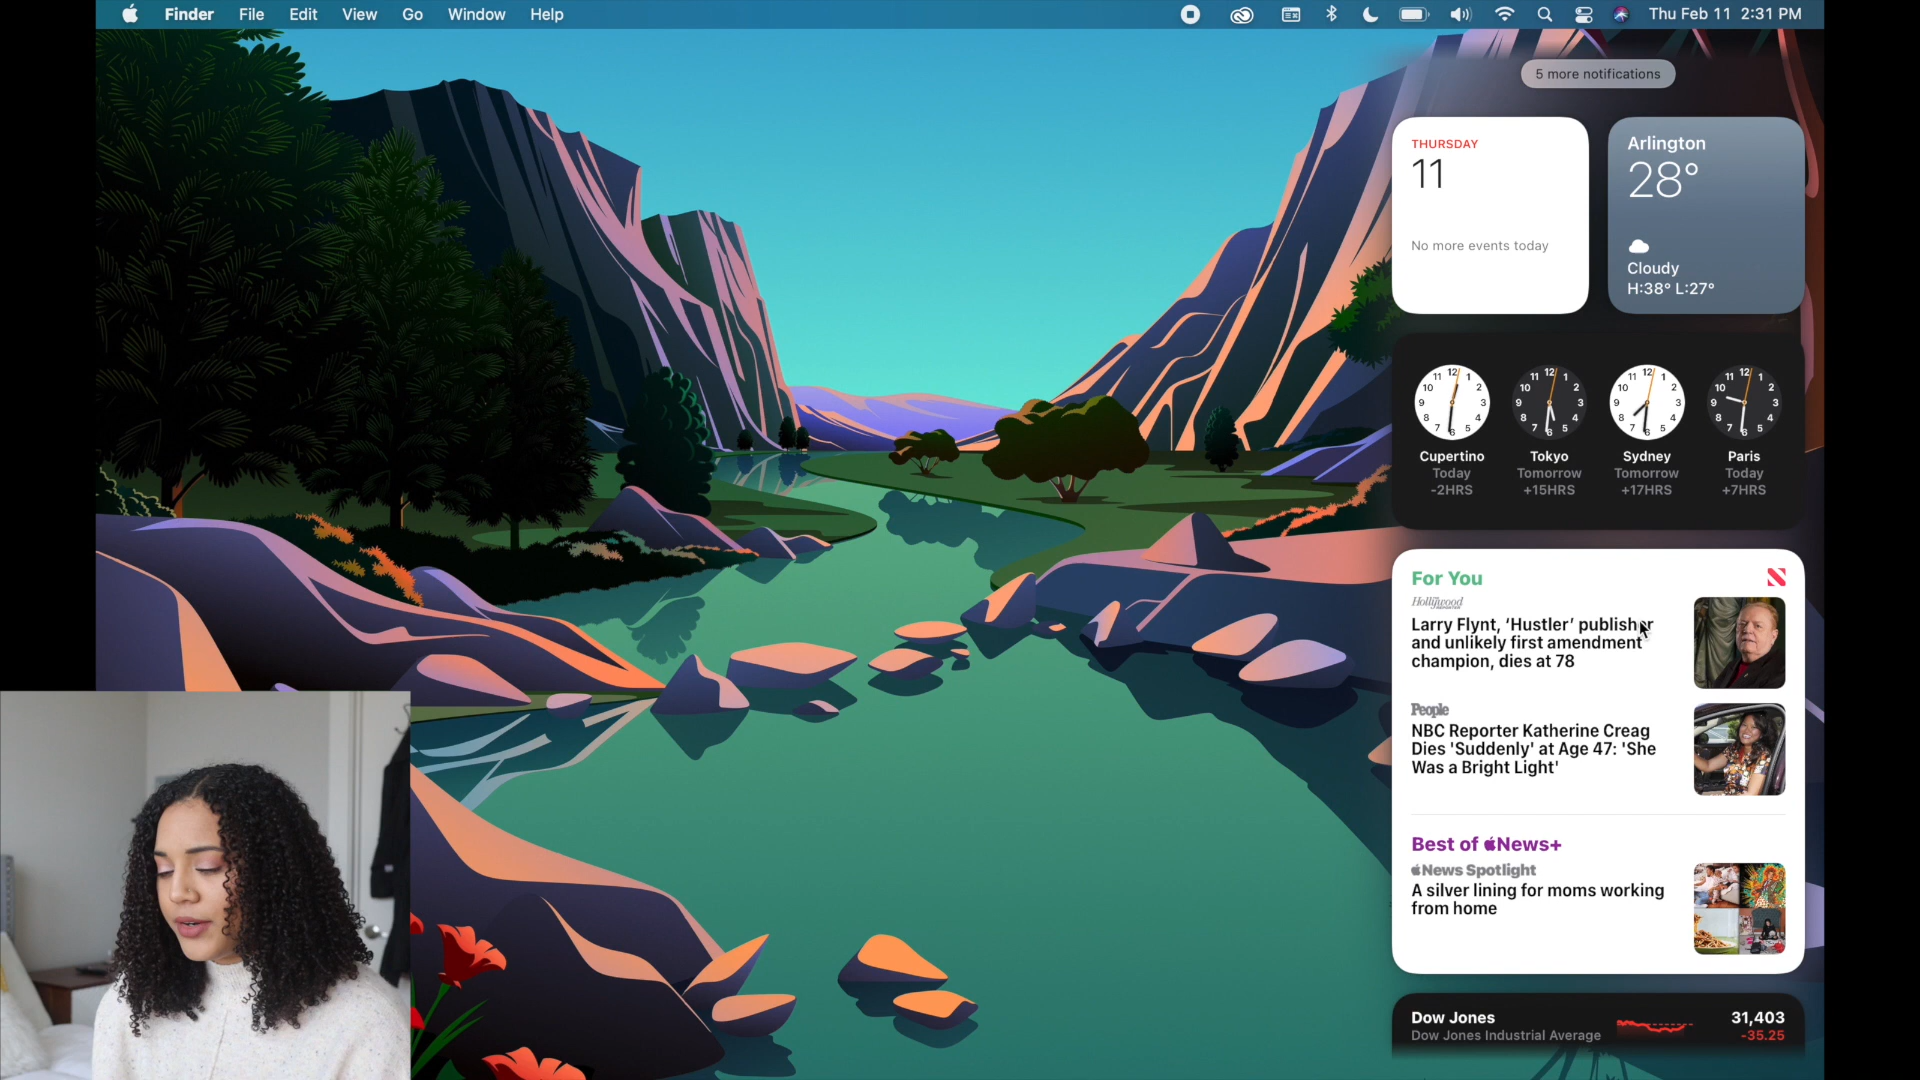 Finder File Edit View Go Window Help Thu Feb 11 2:31 PM
5 more notifications
THURSDAY
11
No more events today
Arlington
28°
Cloudy
H:38° L:27°
Cupertino
Today
-2HRS
Tokyo
Tomorrow
+15HRS
Sydney
Tomorrow
+17HRS
Paris
Today
+7HRS
For You
Hollywood
REPORTER
Larry Flynt, ‘Hustler’ publisher
and unlikely first amendment
champion, dies at 78
People
NBC Reporter Katherine Creag
Dies 'Suddenly' at Age 47: 'She
Was a Bright Light'
Best of News+
News Spotlight
A silver lining for moms working
from home
Dow Jones 31,403
Dow Jones Industrial Average -35.25